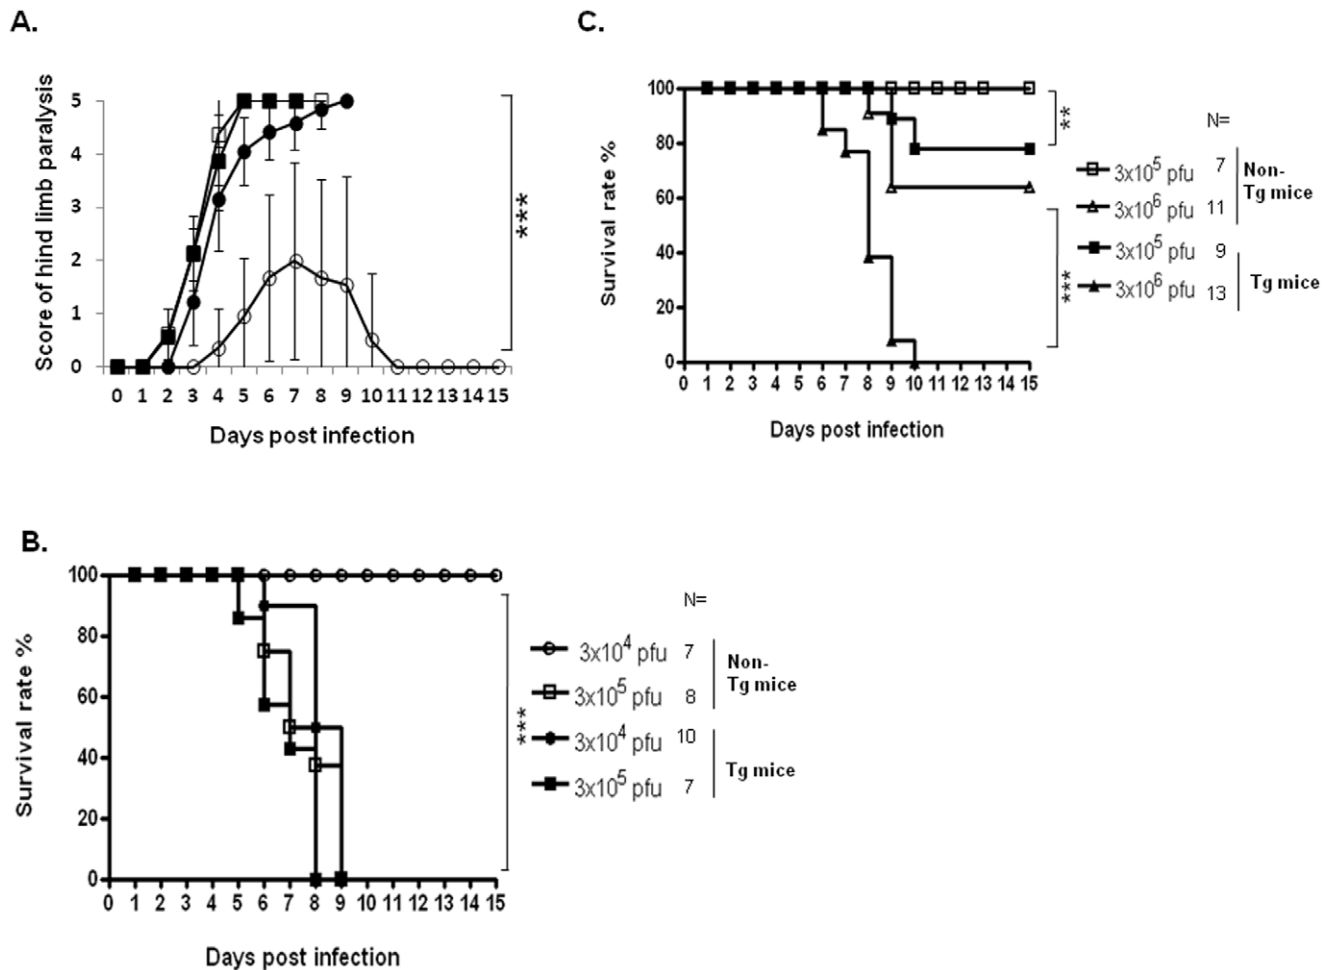 A.
Score of hind limb paralysis
5
4
3
2
1
0
0 1 2 3 4 5 6 7 8 9 10 11 12 13 14 15
Days post infection
***
C.
Survival rate %
100
80
60
40
20
0
0 1 2 3 4 5 6 7 8 9 10 11 12 13 14 15
Days post infection
**
***
N=
3x10^5 pfu 7
3x10^6 pfu 11
Non-
Tg mice
3x10^5 pfu 9
3x10^6 pfu 13
Tg mice
B.
Survival rate %
100
80
60
40
20
0
0 1 2 3 4 5 6 7 8 9 10 11 12 13 14 15
Days post infection
***
N=
3x10^4 pfu 7
3x10^5 pfu 8
Non-
Tg mice
3x10^4 pfu 10
3x10^5 pfu 7
Tg mice